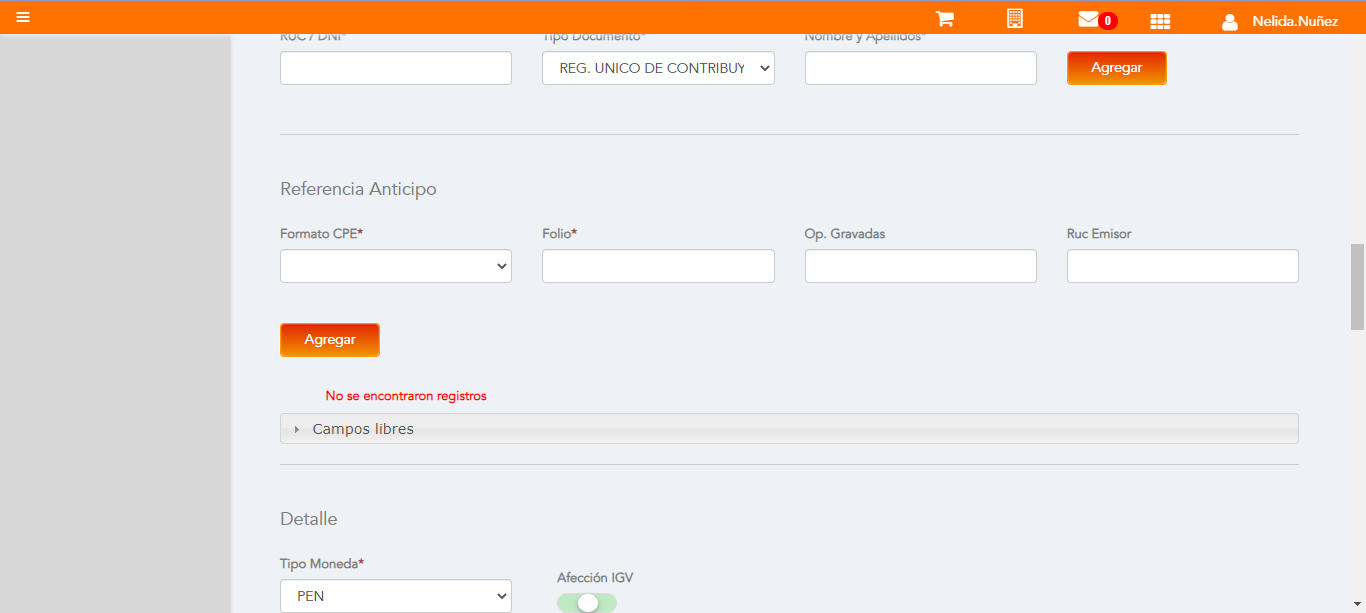 0 Nelida.Nuñez
RUC / DNI* Tipo Documento* Nombre y Apellidos*
REG. UNICO DE CONTRIBUY Agregar
Referencia Anticipo
Formato CPE* Folio* Op. Gravadas Ruc Emisor
Agregar
No se encontraron registros
Campos libres
Detalle
Tipo Moneda*
Afección IGV
PEN